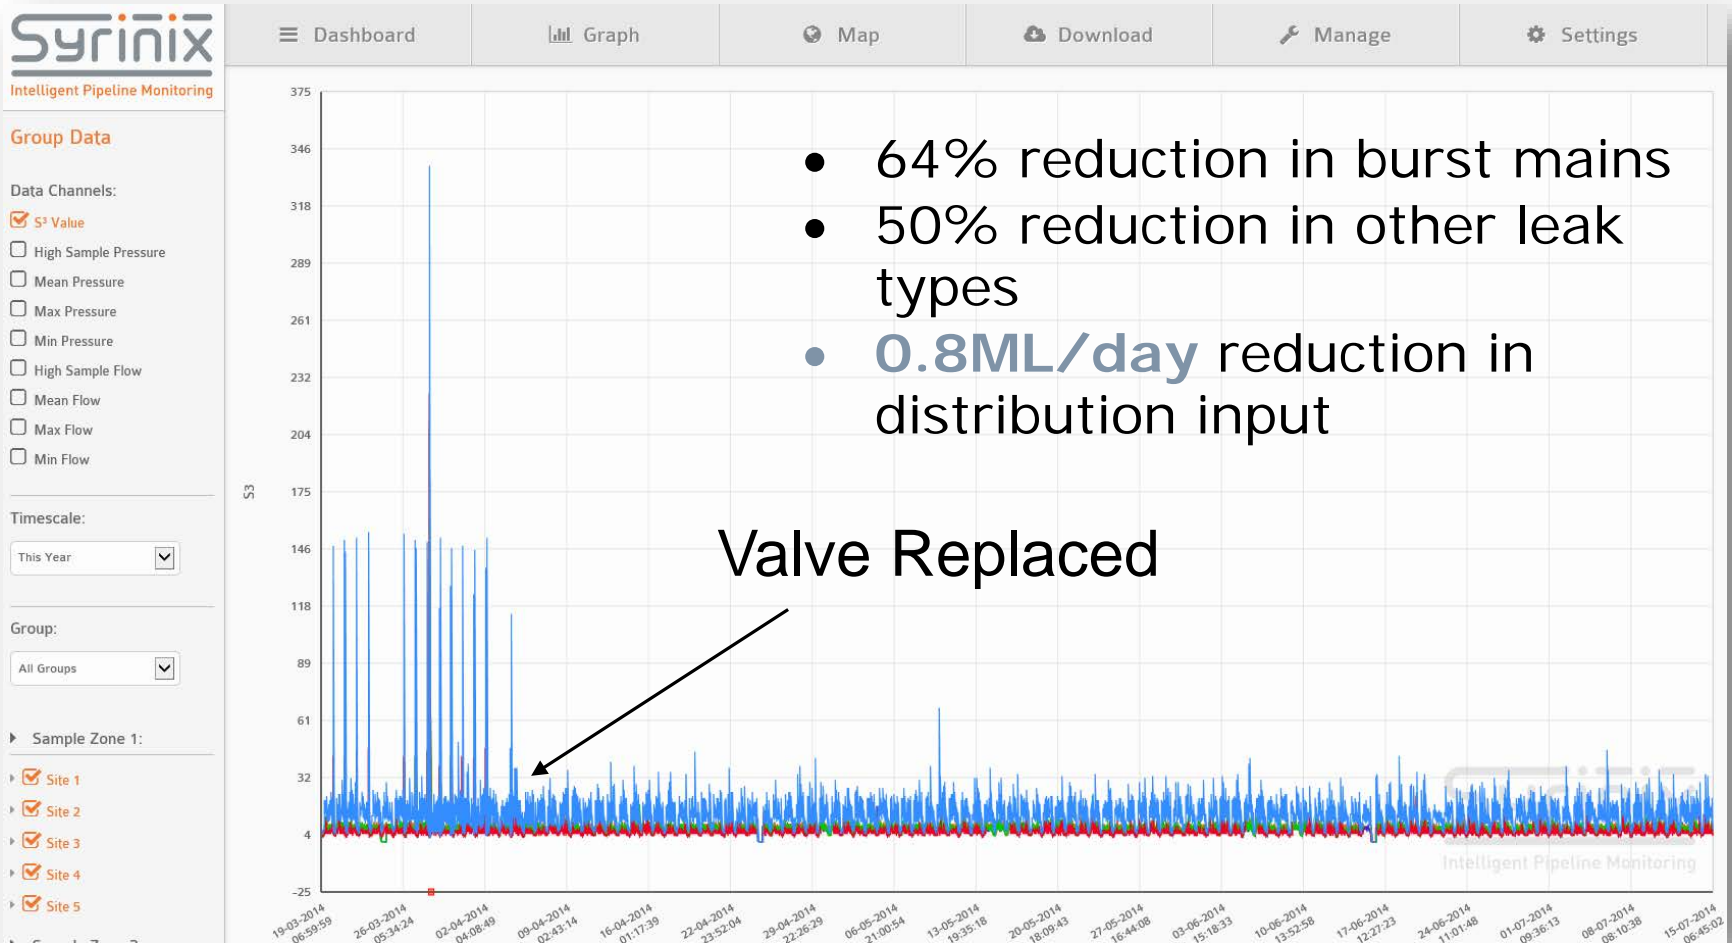 Syrinix
Intelligent Pipeline Monitoring
Dashboard
Graph
Map
Download
Manage
Settings
Group Data
Data Channels:
S³ Value
High Sample Pressure
Mean Pressure
Max Pressure
Min Pressure
High Sample Flow
Mean Flow
Max Flow
Min Flow
Timescale:
This Year
Group:
All Groups
Sample Zone 1:
Site 1
Site 2
Site 3
Site 4
Site 5
S3
375
346
318
289
261
232
204
175
146
118
89
61
32
4
-25
• 64% reduction in burst mains
• 50% reduction in other leak
types
• 0.8ML/day reduction in
distribution input
Valve Replaced
Syrinix
Intelligent Pipeline Monitoring
19-03-2014
06:59:59
26-03-2014
05:34:24
02-04-2014
04:08:49
09-04-2014
02:43:14
16-04-2014
01:17:39
22-04-2014
23:52:04
29-04-2014
22:26:29
06-05-2014
21:00:54
13-05-2014
19:35:18
20-05-2014
18:09:43
27-05-2014
16:44:08
03-06-2014
15:18:33
10-06-2014
13:52:58
17-06-2014
12:27:23
24-06-2014
11:01:48
01-07-2014
09:36:13
08-07-2014
08:10:38
15-07-2014
06:45:02